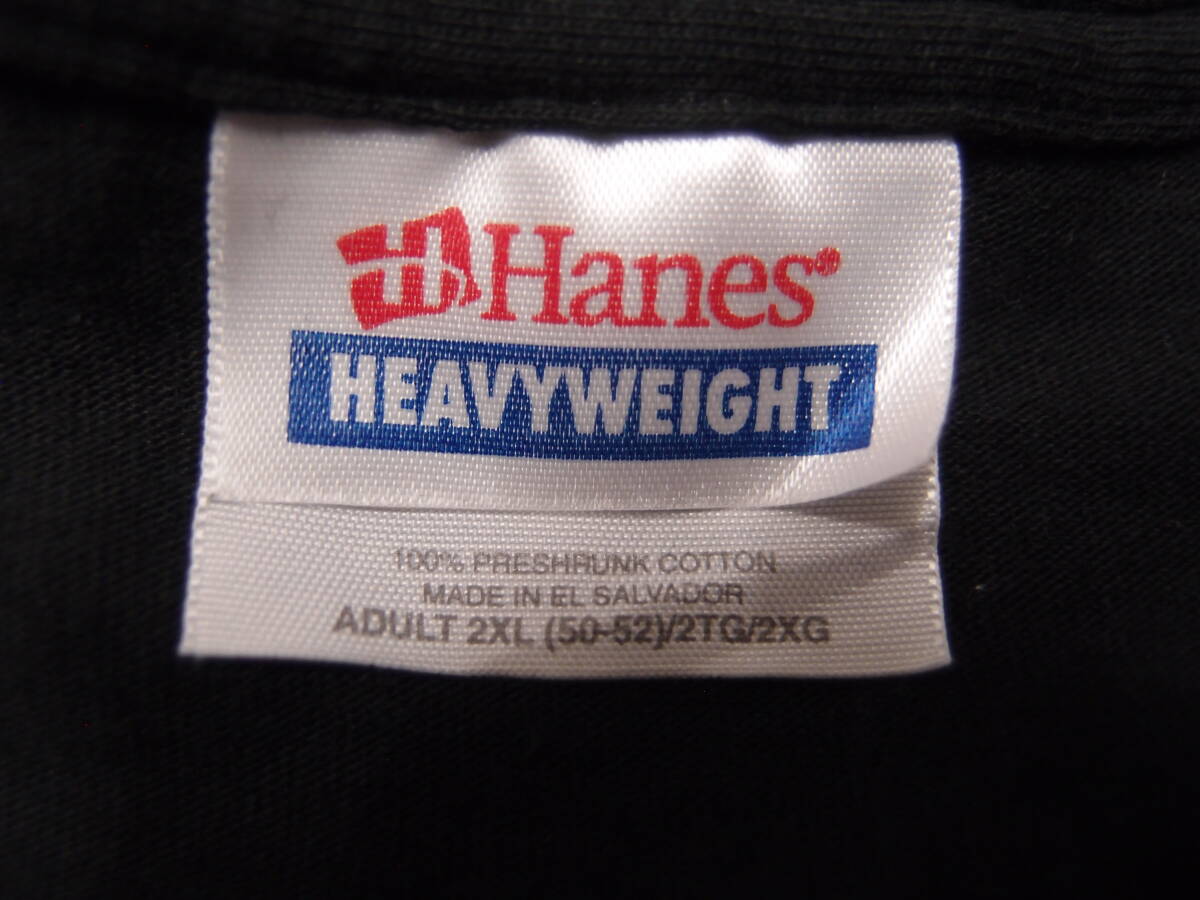 Hanes®
HEAVYWEIGHT
100% PRESHRUNK COTTON
MADE IN EL SALVADOR
ADULT 2XL (50-52)/2TG/2XG